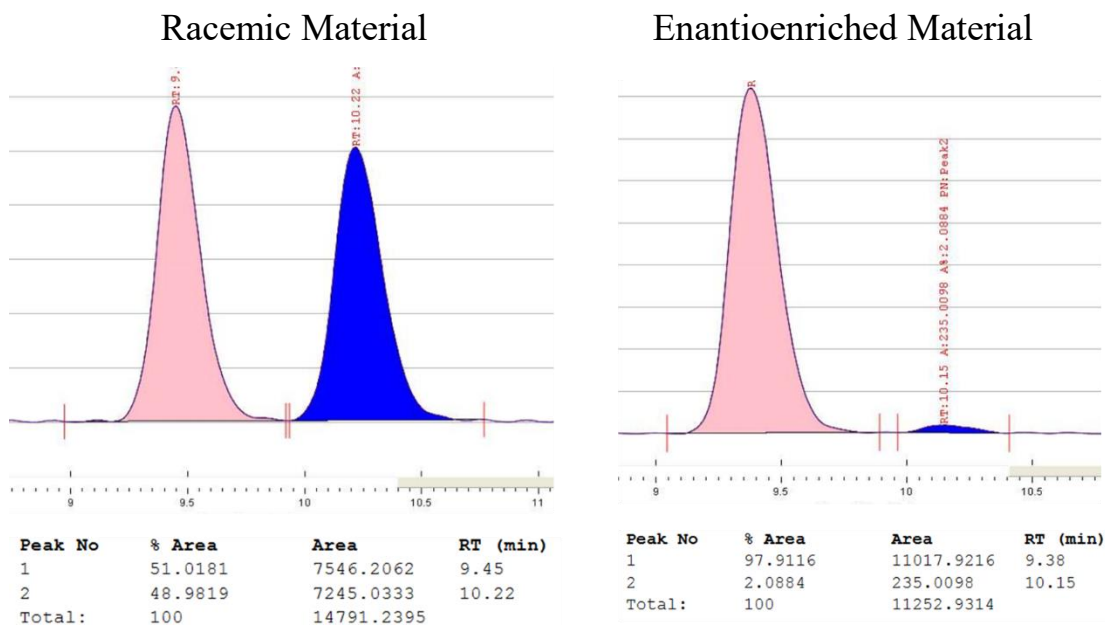 Racemic Material
RT:9.
RT:10.22 A:
9
9.5
10
10.5
11
Peak No % Area Area RT (min)
1 51.0181 7546.2062 9.45
2 48.9819 7245.0333 10.22
Total: 100 14791.2395
Enantioenriched Material
R
RT:10.15 A:235.0098 A%:2.0884 PN:Peak2
9
9.5
10
10.5
Peak No % Area Area RT (min)
1 97.9116 11017.9216 9.38
2 2.0884 235.0098 10.15
Total: 100 11252.9314